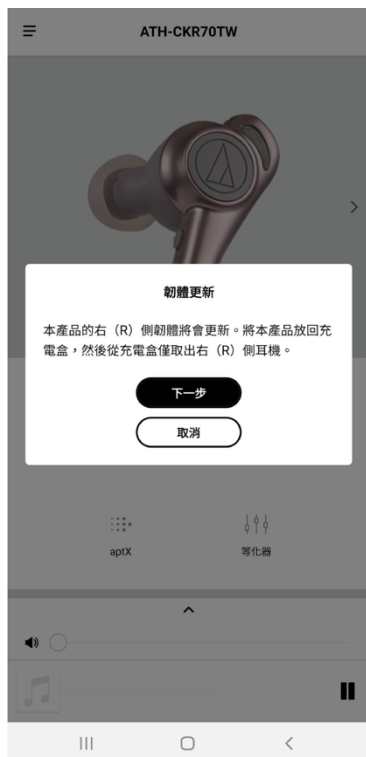 ATH-CKR70TW
韌體更新
本產品的右（R）側韌體將會更新。將本產品放回充
電盒，然後從充電盒僅取出右（R）側耳機。
下一步
取消
aptX
等化器